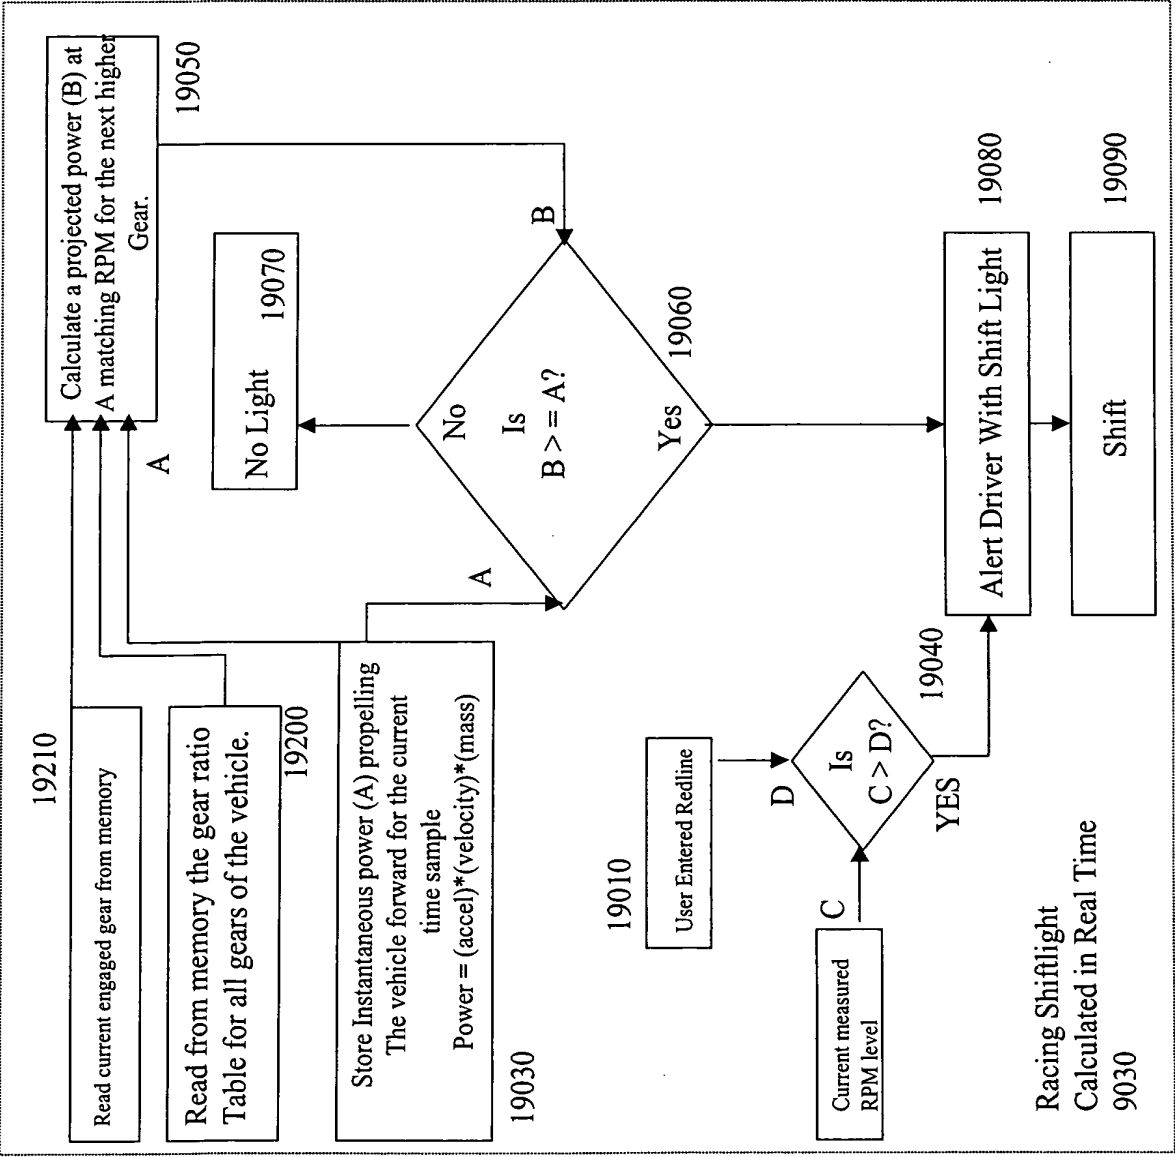 19210
Read current engaged gear from memory
Read from memory the gear ratio
Table for all gears of the vehicle.
19200
Store Instantaneous power (A) propelling
The vehicle forward for the current
time sample
Power = (accel)*(velocity)*(mass)
19030
A
Calculate a projected power (B) at
A matching RPM for the next higher
Gear.
19050
No Light
19070
A
B
No
Is
B > = A?
Yes
19060
19010
User Entered Redline
D
Current measured
RPM level
C
Is
C > D?
YES
19040
Alert Driver With Shift Light
19080
Shift
19090
Racing Shiftlight
Calculated in Real Time
9030